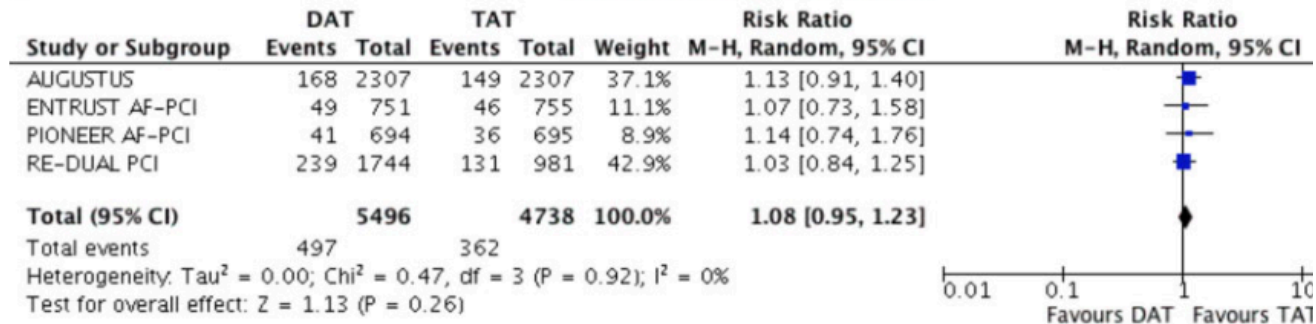 DAT TAT Risk Ratio Risk Ratio
Study or Subgroup Events Total Events Total Weight M-H, Random, 95% CI M-H, Random, 95% CI
AUGUSTUS 168 2307 149 2307 37.1% 1.13 [0.91, 1.40]
ENTRUST AF-PCI 49 751 46 755 11.1% 1.07 [0.73, 1.58]
PIONEER AF-PCI 41 694 36 695 8.9% 1.14 [0.74, 1.76]
RE-DUAL PCI 239 1744 131 981 42.9% 1.03 [0.84, 1.25]
Total (95% CI) 5496 4738 100.0% 1.08 [0.95, 1.23]
Total events 497 362
Heterogeneity: Tau² = 0.00; Chi² = 0.47, df = 3 (P = 0.92); I² = 0%
Test for overall effect: Z = 1.13 (P = 0.26)
0.01 0.1 1 10
Favours DAT Favours TAT